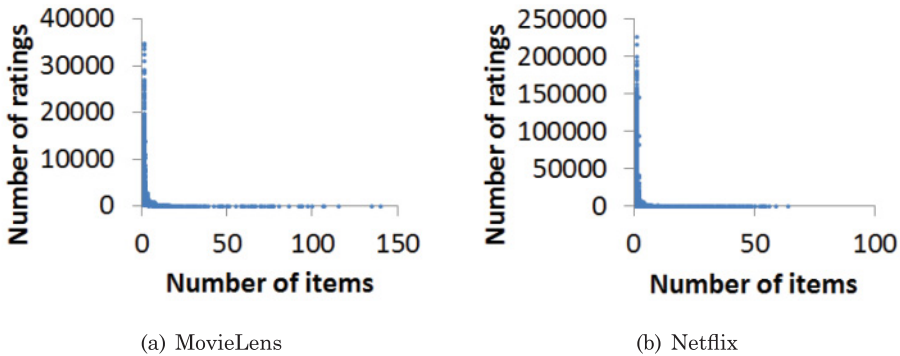 Number of ratings
40000
30000
20000
10000
0
0 50 100 150
Number of items
(a) MovieLens
Number of ratings
250000
200000
150000
100000
50000
0
0 50 100
Number of items
(b) Netflix